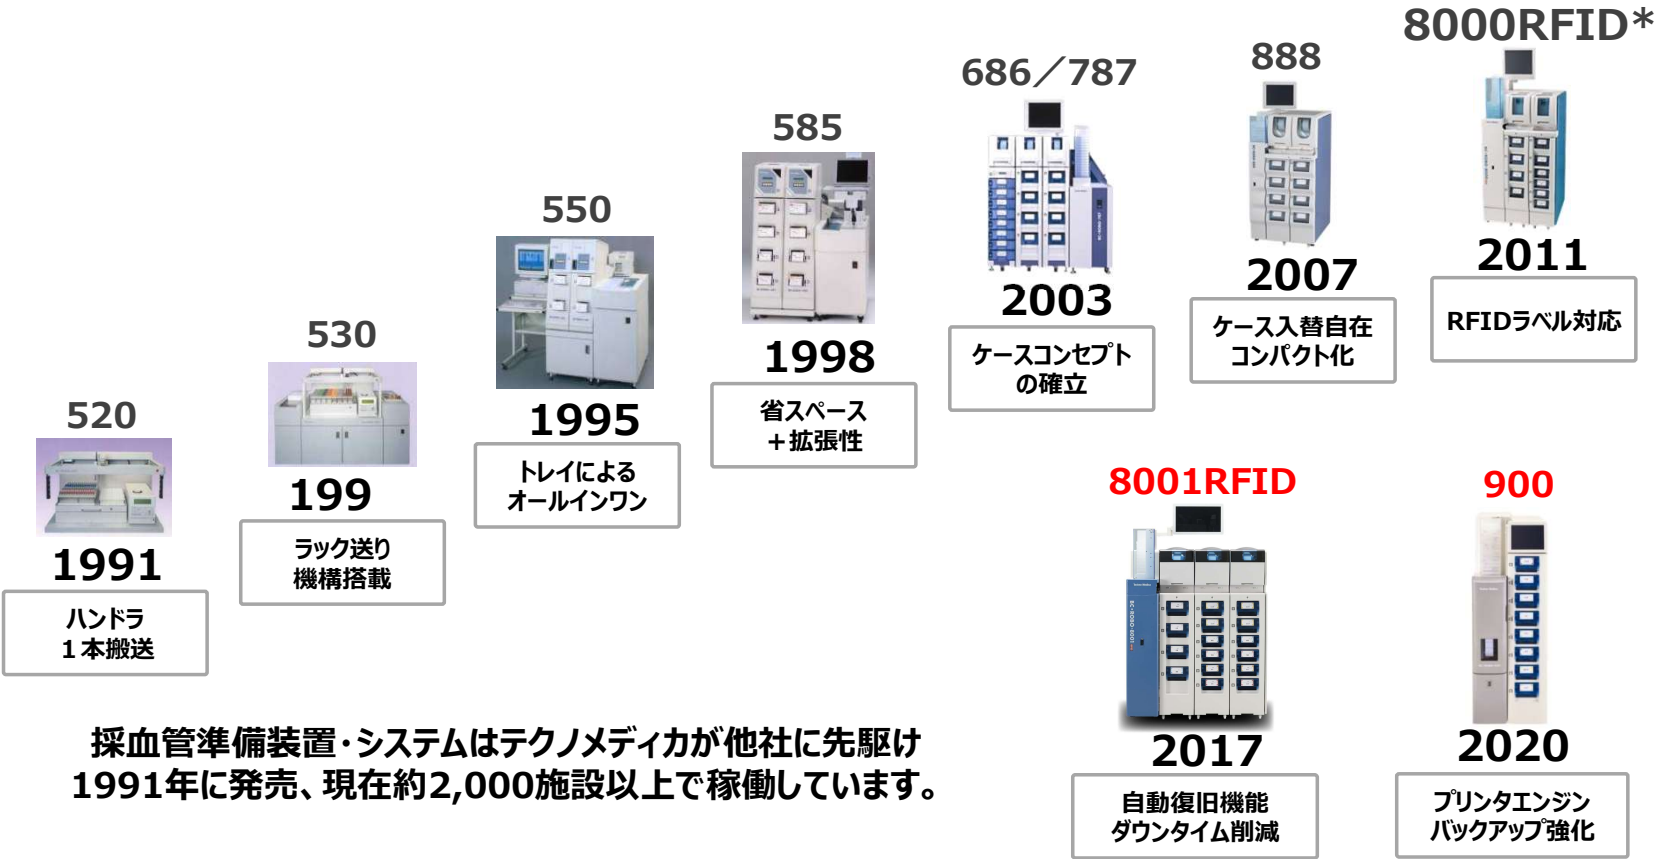 520
1991
ハンドラ
１本搬送
530
199
ラック送り
機構搭載
550
1995
トレイによる
オールインワン
585
1998
省スペース
＋拡張性
686／787
2003
ケースコンセプト
の確立
888
2007
ケース入替自在
コンパクト化
8000RFID*
2011
RFIDラベル対応
8001RFID
2017
自動復旧機能
ダウンタイム削減
900
2020
プリンタエンジン
バックアップ強化
採血管準備装置・システムはテクノメディカが他社に先駆け
1991年に発売、現在約2,000施設以上で稼働しています。